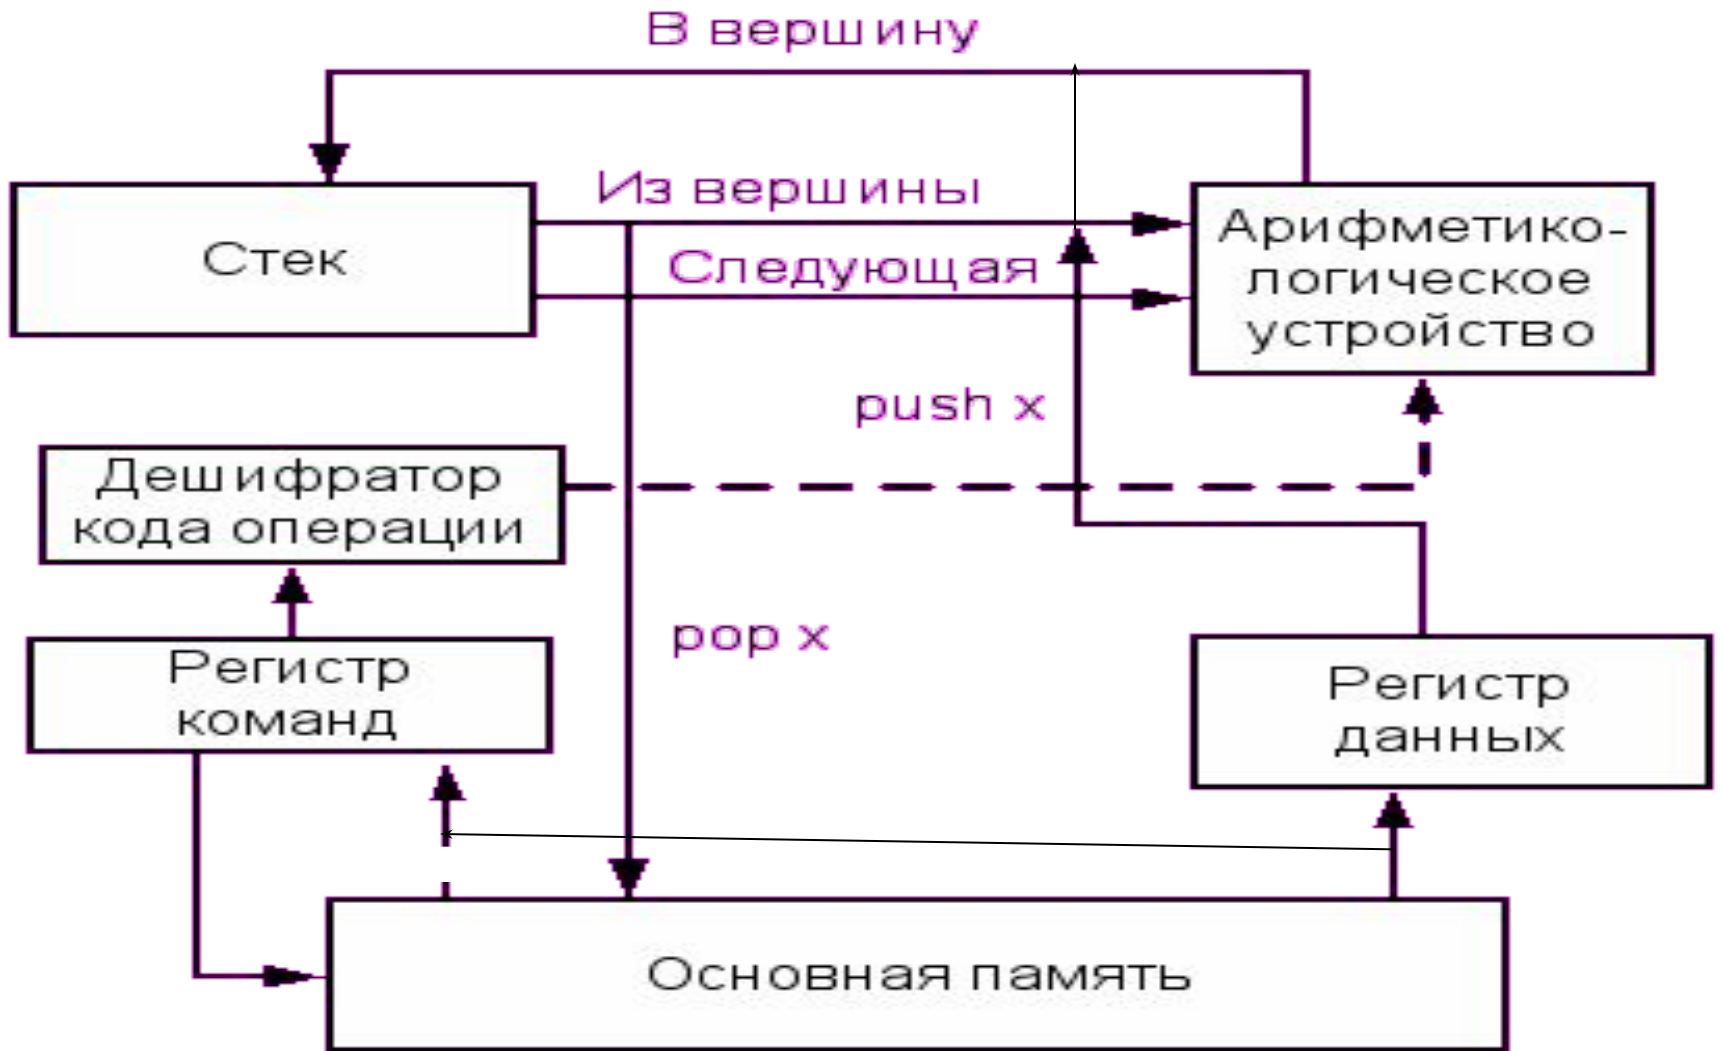 В вершину
Из вершины
Стек
Следующая
Арифметико-
логическое
устройство
push x
Дешифратор
кода операции
pop x
Регистр
команд
Регистр
данных
Основная память